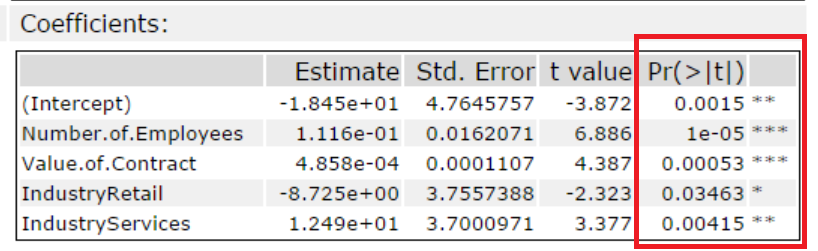 Coefficients:
Estimate Std. Error t value Pr(>|t|)
(Intercept) -1.845e+01 4.7645757 -3.872 0.0015 **
Number.of.Employees 1.116e-01 0.0162071 6.886 1e-05 ***
Value.of.Contract 4.858e-04 0.0001107 4.387 0.00053 ***
IndustryRetail -8.725e+00 3.7557388 -2.323 0.03463 *
IndustryServices 1.249e+01 3.7000971 3.377 0.00415 **